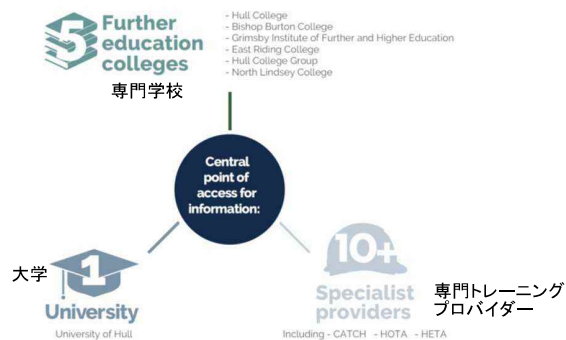 5 Further
education
colleges
専門学校
- Hull College
- Bishop Burton College
- Grimsby Institute of Further and Higher Education
- East Riding College
- Hull College Group
- North Lindsey College
Central
point of
access for
information:
大学
1
University
University of Hull
10+
Specialist
providers
専門トレーニング
プロバイダー
Including - CATCH - HOTA - HETA